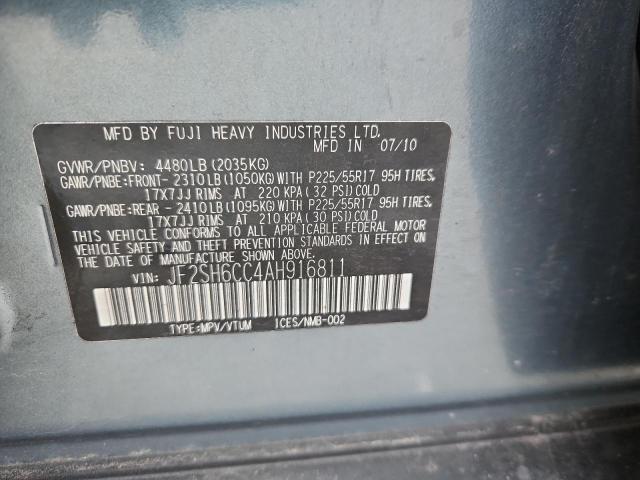 MFD BY FUJI HEAVY INDUSTRIES LTD.
MFD IN 07/10
GVWR/PNBV: 4480LB (2035KG)
GAWR/PNBE:FRONT- 2310LB (1050KG) WITH P225/55R17 95H TIRES,
17X7JJ RIMS AT 220 KPA (32 PSI) COLD
GAWR/PNBE:REAR - 2410LB (1095KG) WITH P225/55R17 95H TIRES,
17X7JJ RIMS AT 210 KPA (30 PSI) COLD
THIS VEHICLE CONFORMS TO ALL APPLICABLE FEDERAL MOTOR
VEHICLE SAFETY AND THEFT PREVENTION STANDARDS IN EFFECT ON
THE DATE OF MANUFACTURE SHOWN ABOVE.
VIN: JF2SH6CC4AH916811
TYPE:MPV/VTUM ICES/NMB-002